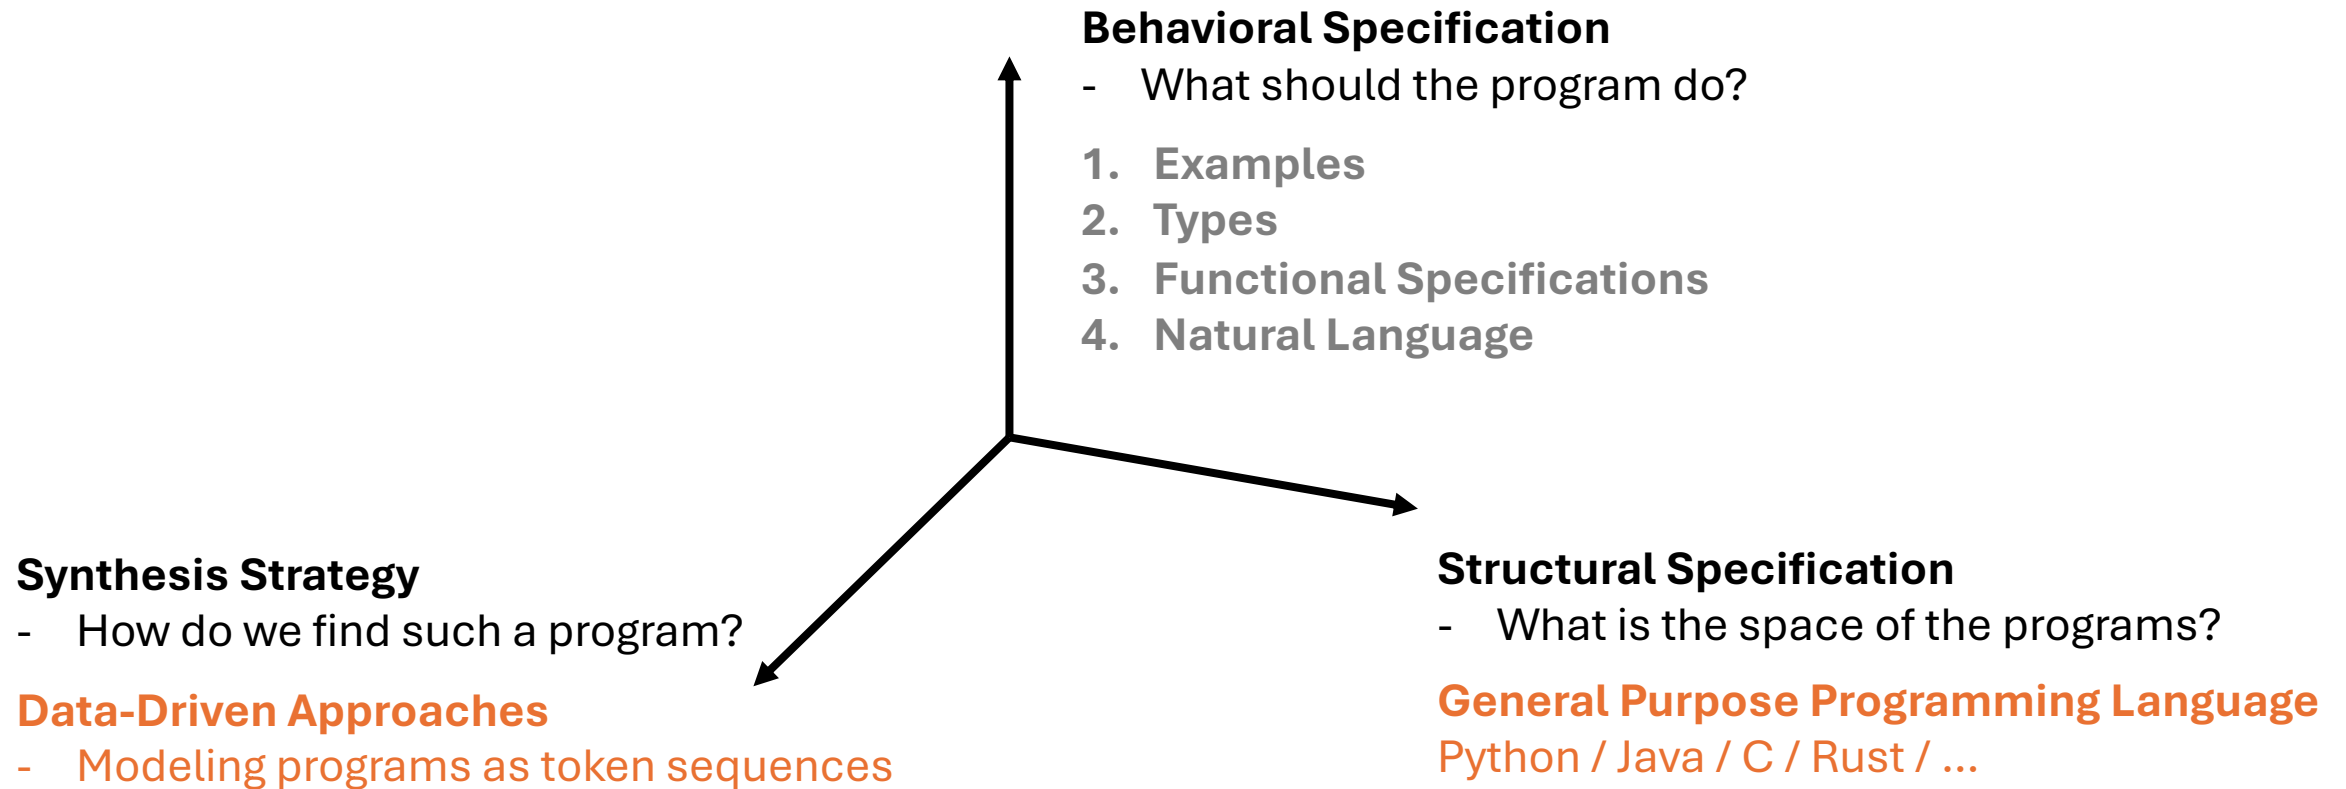 Behavioral Specification
- What should the program do?
1. Examples
2. Types
3. Functional Specifications
4. Natural Language
Synthesis Strategy
- How do we find such a program?
Data-Driven Approaches
- Modeling programs as token sequences
Structural Specification
- What is the space of the programs?
General Purpose Programming Language
Python / Java / C / Rust / ...